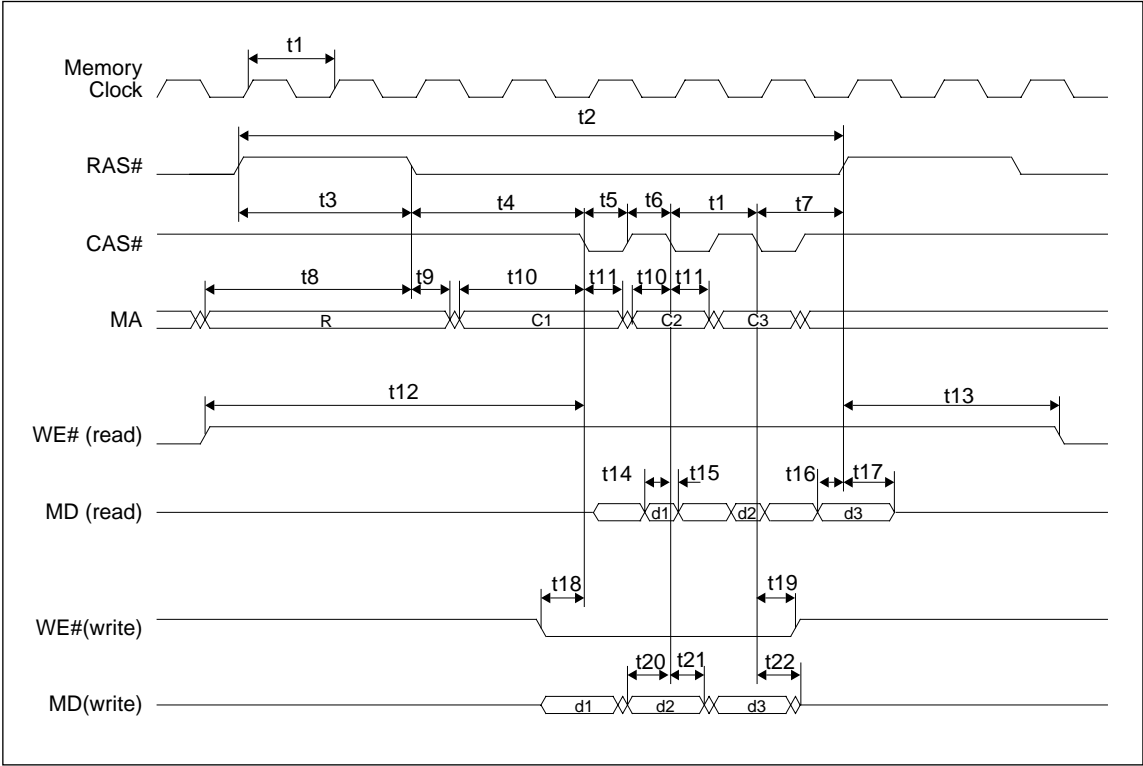 t1
Memory
Clock
t2
RAS#
t3 t4 t5 t6 t1 t7
CAS#
t8 t9 t10 t11 t10 t11
MA R C1 C2 C3
t12 t13
WE# (read)
t14 t15 t16 t17
MD (read) d1 d2 d3
t18 t19
WE#(write)
t20 t21 t22
MD(write) d1 d2 d3